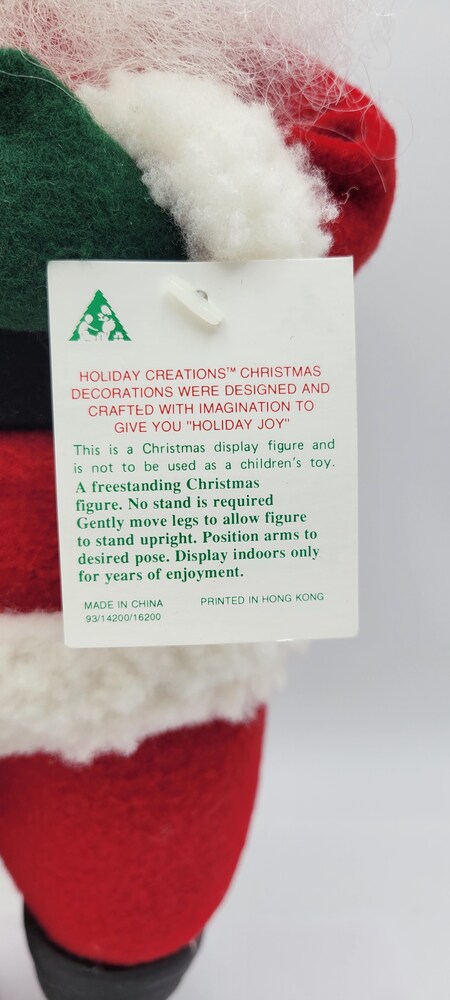 HOLIDAY CREATIONS™ CHRISTMAS
DECORATIONS WERE DESIGNED AND
CRAFTED WITH IMAGINATION TO
GIVE YOU "HOLIDAY JOY"
This is a Christmas display figure and
is not to be used as a children's toy.
A freestanding Christmas
figure. No stand is required
Gently move legs to allow figure
to stand upright. Position arms to
desired pose. Display indoors only
for years of enjoyment.
MADE IN CHINA PRINTED IN HONG KONG
93/14200/16200